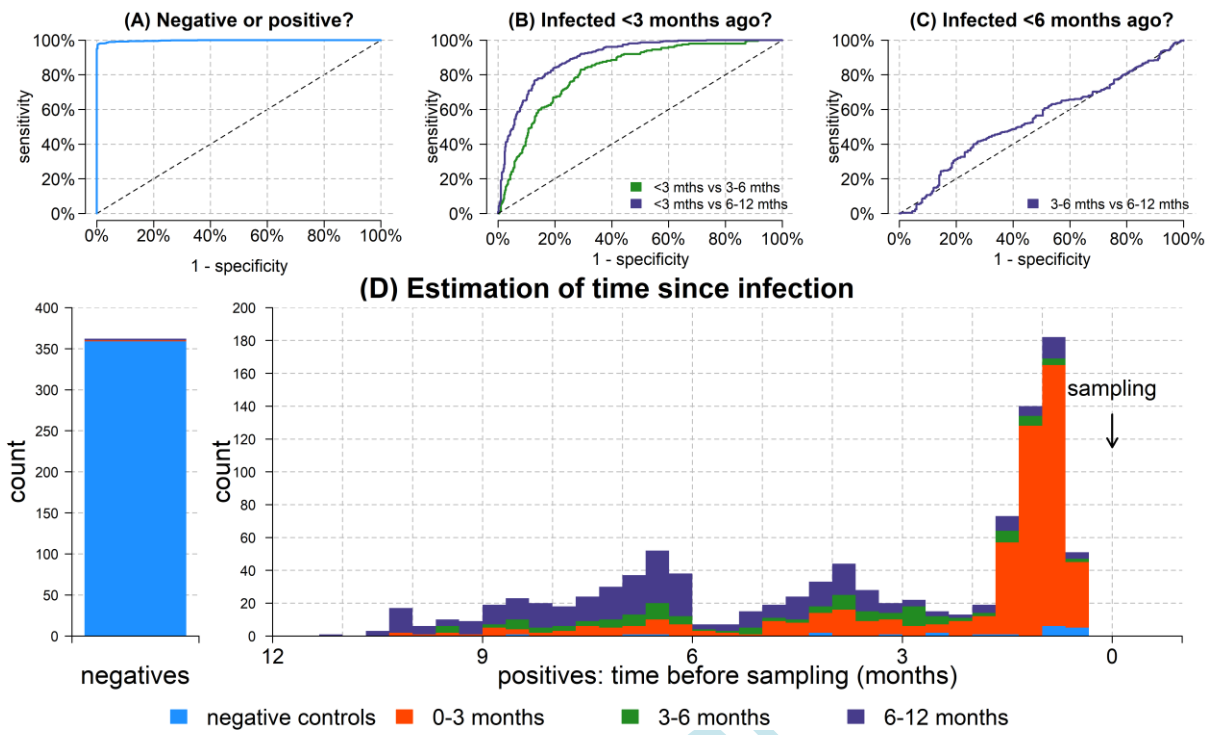 (A) Negative or positive?
(B) Infected <3 months ago?
(C) Infected <6 months ago?
100%
80%
60%
40%
20%
0%
sensitivity
0% 20% 40% 60% 80% 100%
1 - specificity
100%
80%
60%
40%
20%
0%
sensitivity
<3 mths vs 3-6 mths
<3 mths vs 6-12 mths
0% 20% 40% 60% 80% 100%
1 - specificity
100%
80%
60%
40%
20%
0%
sensitivity
3-6 mths vs 6-12 mths
0% 20% 40% 60% 80% 100%
1 - specificity
(D) Estimation of time since infection
400
350
300
250
200
150
100
50
0
count
negatives
200
180
160
140
120
100
80
60
40
20
0
count
sampling
12 9 6 3 0
positives: time before sampling (months)
negative controls 0-3 months 3-6 months 6-12 months